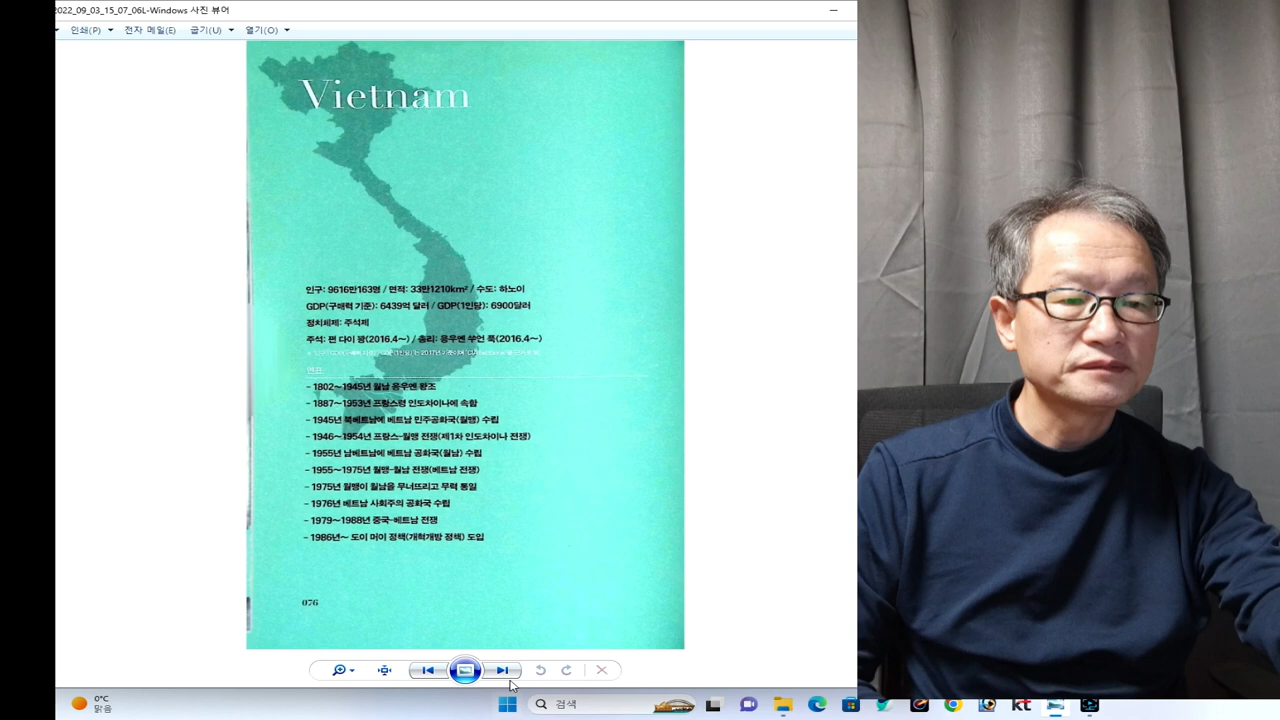 2022_09_03_15_07_06L-Windows 사진 뷰어
인쇄(P) 전자 메일(E) 굽기(U) 열기(O)
Vietnam
인구: 9616만163명 / 면적: 33만1210km² / 수도: 하노이
GDP(구매력 기준): 6439억 달러 / GDP(1인당): 6900달러
정치체제: 주석제
주석: 쩐 다이 꽝(2016.4~) / 총리: 응우옌 쑤언 푹(2016.4~)
연표
- 1802~1945년 월남 응우옌 왕조
- 1887~1953년 프랑스령 인도차이나에 속함
- 1945년 북베트남에 베트남 민주공화국(월맹) 수립
- 1946~1954년 프랑스-월맹 전쟁(제1차 인도차이나 전쟁)
- 1955년 남베트남에 베트남 공화국(월남) 수립
- 1955~1975년 월맹-월남 전쟁(베트남 전쟁)
- 1975년 월맹이 월남을 무너뜨리고 무력 통일
- 1976년 베트남 사회주의 공화국 수립
- 1979~1988년 중국-베트남 전쟁
- 1986년~ 도이 머이 정책(개혁개방 정책) 도입
076
0°C
맑음
검색
kt